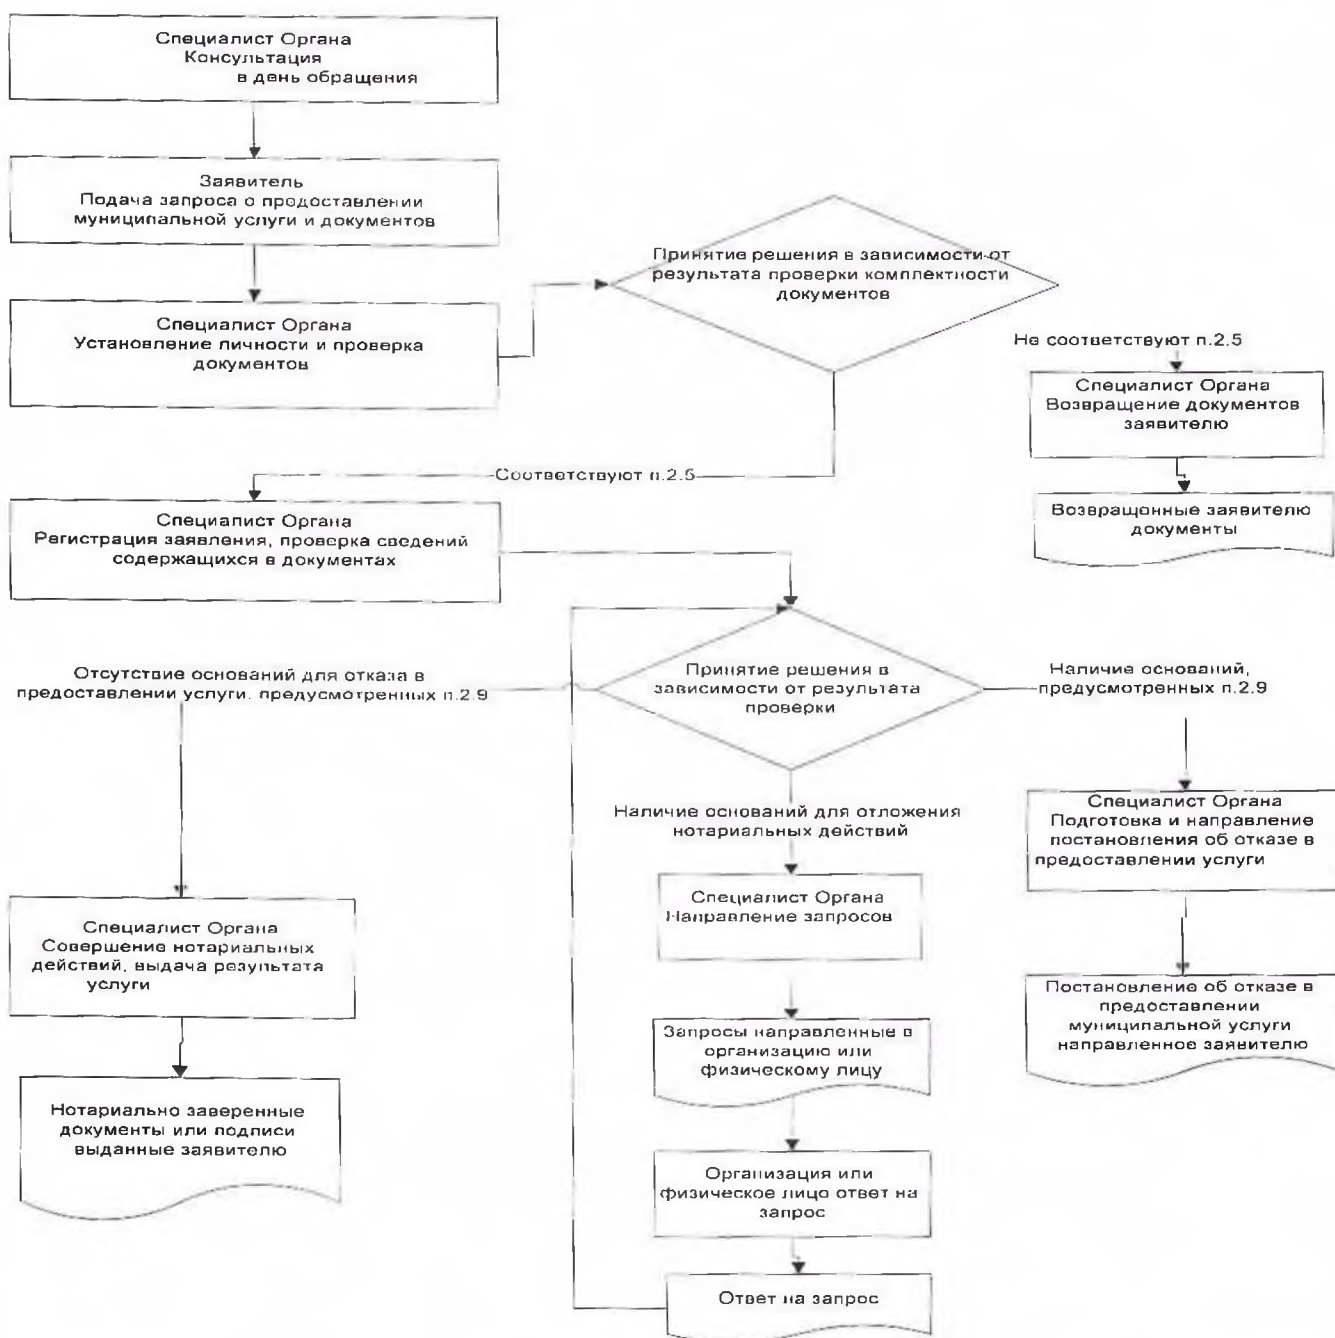 Специалист Органа
Консультация
в день обращения
Заявитель
Подача запроса о предоставлении
муниципальной услуги и документов
Специалист Органа
Установление личности и проверка
документов
Принятие решения в зависимости от
результата проверки комплектности
документов
Не соответствуют п.2.5
Специалист Органа
Возвращение документов
заявителю
Возвращенные заявителю
документы
Соответствуют п.2.5
Специалист Органа
Регистрация заявления, проверка сведений
содержащихся в документах
Принятие решения в
зависимости от результата
проверки
Отсутствие оснований для отказа в
предоставлении услуги, предусмотренных п.2.9
Наличие оснований,
предусмотренных п.2.9
Наличие оснований для отложения
нотариальных действий
Специалист Органа
Подготовка и направление
постановления об отказе в
предоставлении услуги
Специалист Органа
Направление запросов
Специалист Органа
Совершение нотариальных
действий, выдача результата
услуги
Постановление об отказе в
предоставлении
муниципальной услуги
направленное заявителю
Запросы направленные в
организацию или
физическому лицу
Нотариально заверенные
документы или подписи
выданные заявителю
Организация или
физическое лицо ответ на
запрос
Ответ на запрос